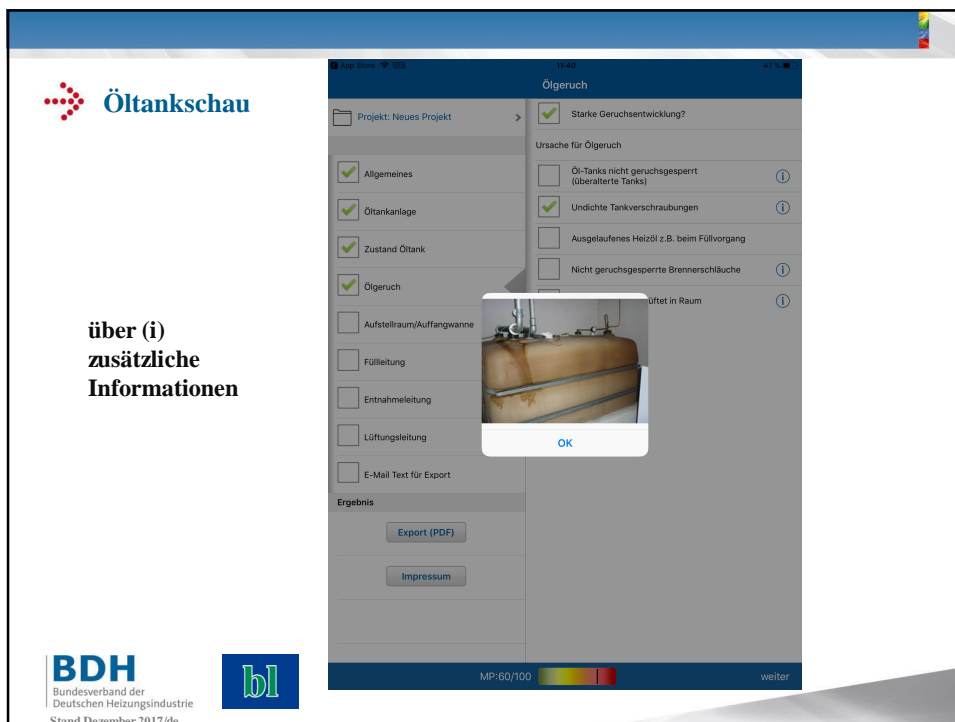 Öltankschau
über (i)
zusätzliche
Informationen
App Store
11:40
47 %
Ölgeruch
Projekt: Neues Projekt
Allgemeines
Öltankanlage
Zustand Öltank
Ölgeruch
Aufstellraum/Auffangwanne
Füllleitung
Entnahmeleitung
Lüftungsleitung
E-Mail Text für Export
Ergebnis
Export (PDF)
Impressum
Starke Geruchsentwicklung?
Ursache für Ölgeruch
Öl-Tanks nicht geruchsgesperrt
(überalterte Tanks)
Undichte Tankverschraubungen
Ausgelaufenes Heizöl z.B. beim Füllvorgang
Nicht geruchsgesperrte Brennerschläuche
üftet in Raum
OK
MP:60/100
weiter
BDH
Bundesverband der
Deutschen Heizungsindustrie
bl
Stand Dezember 2017/de